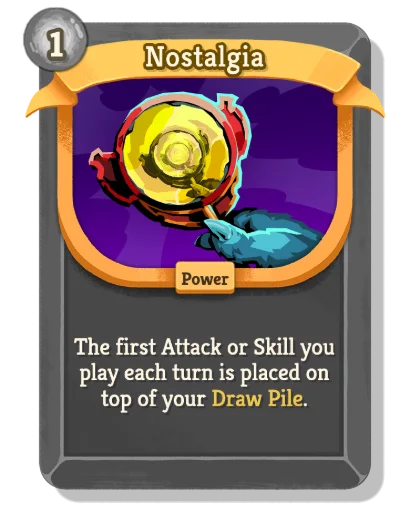 1
Nostalgia
Power
The first Attack or Skill you
play each turn is placed on
top of your Draw Pile.